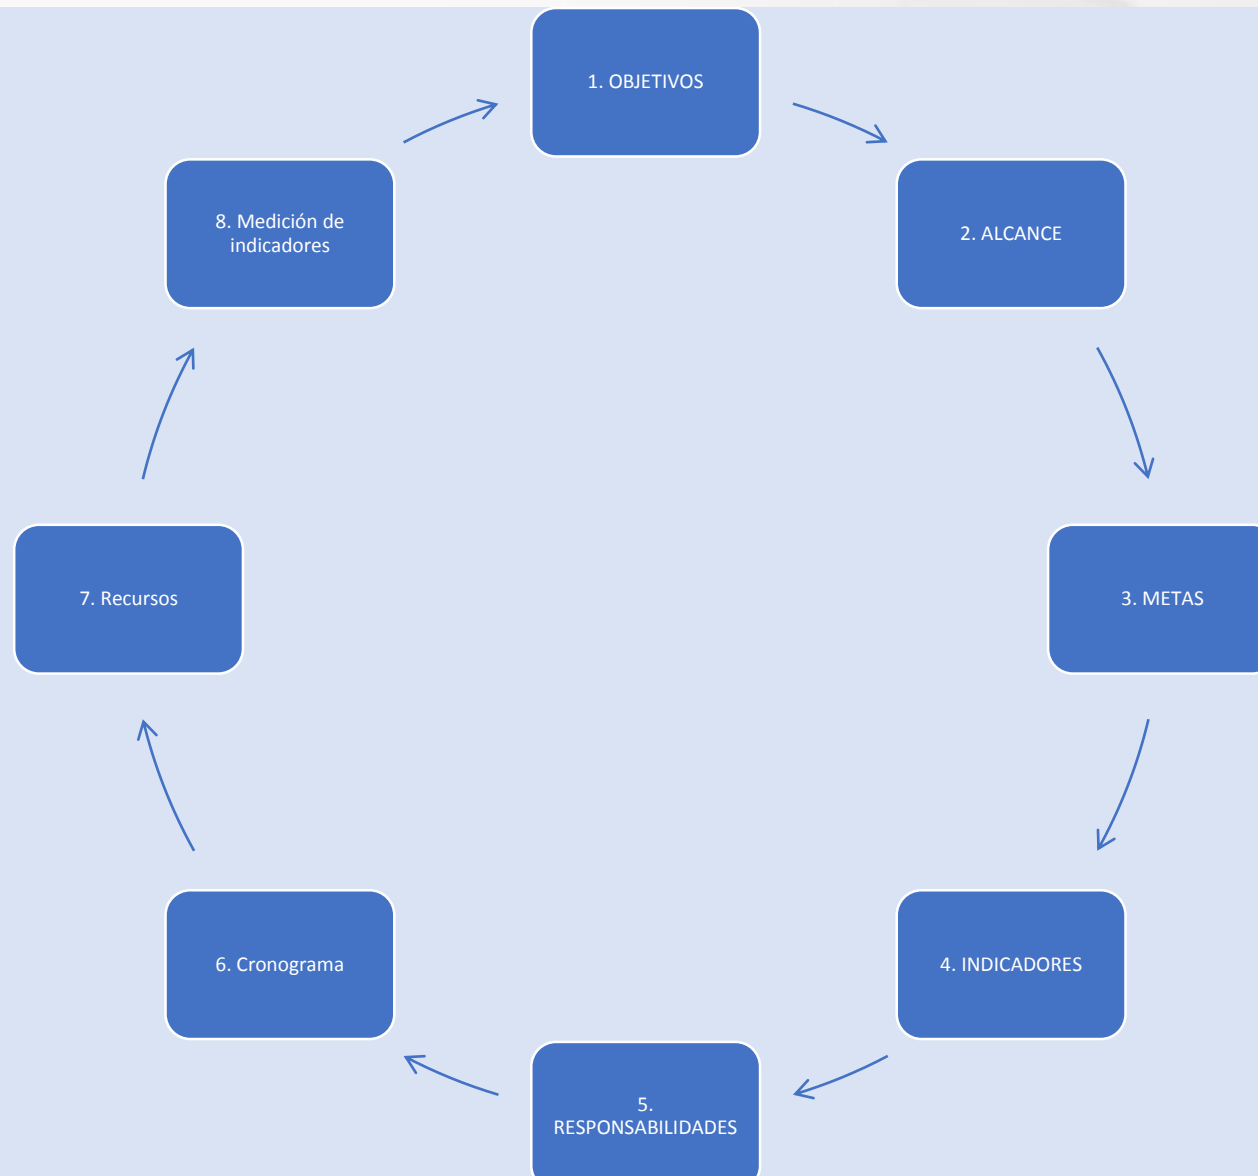 1. OBJETIVOS
2. ALCANCE
3. METAS
4. INDICADORES
5.
RESPONSABILIDADES
6. Cronograma
7. Recursos
8. Medición de
indicadores